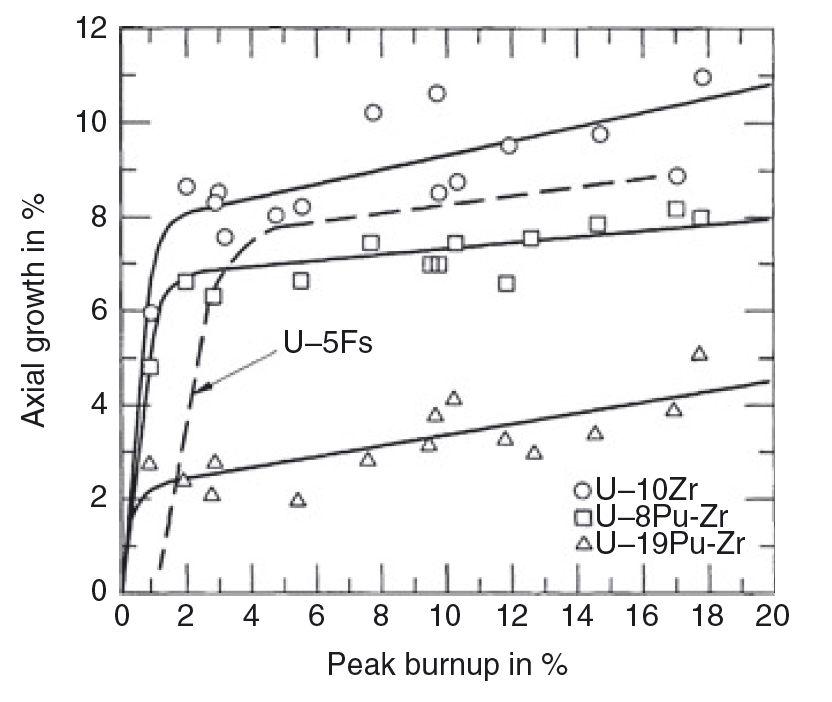 12
10
8
6
4
2
0
Axial growth in %
U–5Fs
U–10Zr
U–8Pu-Zr
U–19Pu-Zr
0 2 4 6 8 10 12 14 16 18 20
Peak burnup in %